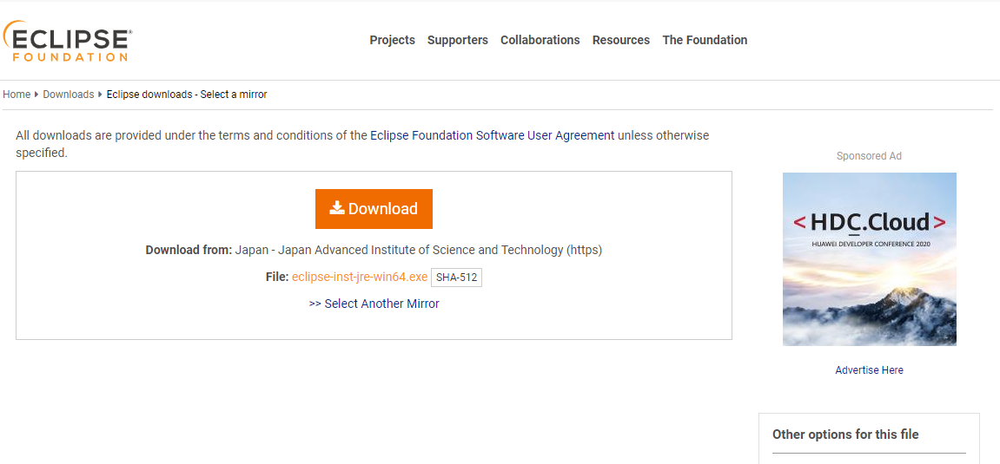 ECLIPSE®
FOUNDATION
Projects Supporters Collaborations Resources The Foundation
Home Downloads Eclipse downloads - Select a mirror
All downloads are provided under the terms and conditions of the Eclipse Foundation Software User Agreement unless otherwise
specified.
Download
Download from: Japan - Japan Advanced Institute of Science and Technology (https)
File: eclipse-inst-jre-win64.exe SHA-512
>> Select Another Mirror
Sponsored Ad
<HDC.Cloud>
HUAWEI DEVELOPER CONFERENCE 2020
Advertise Here
Other options for this file